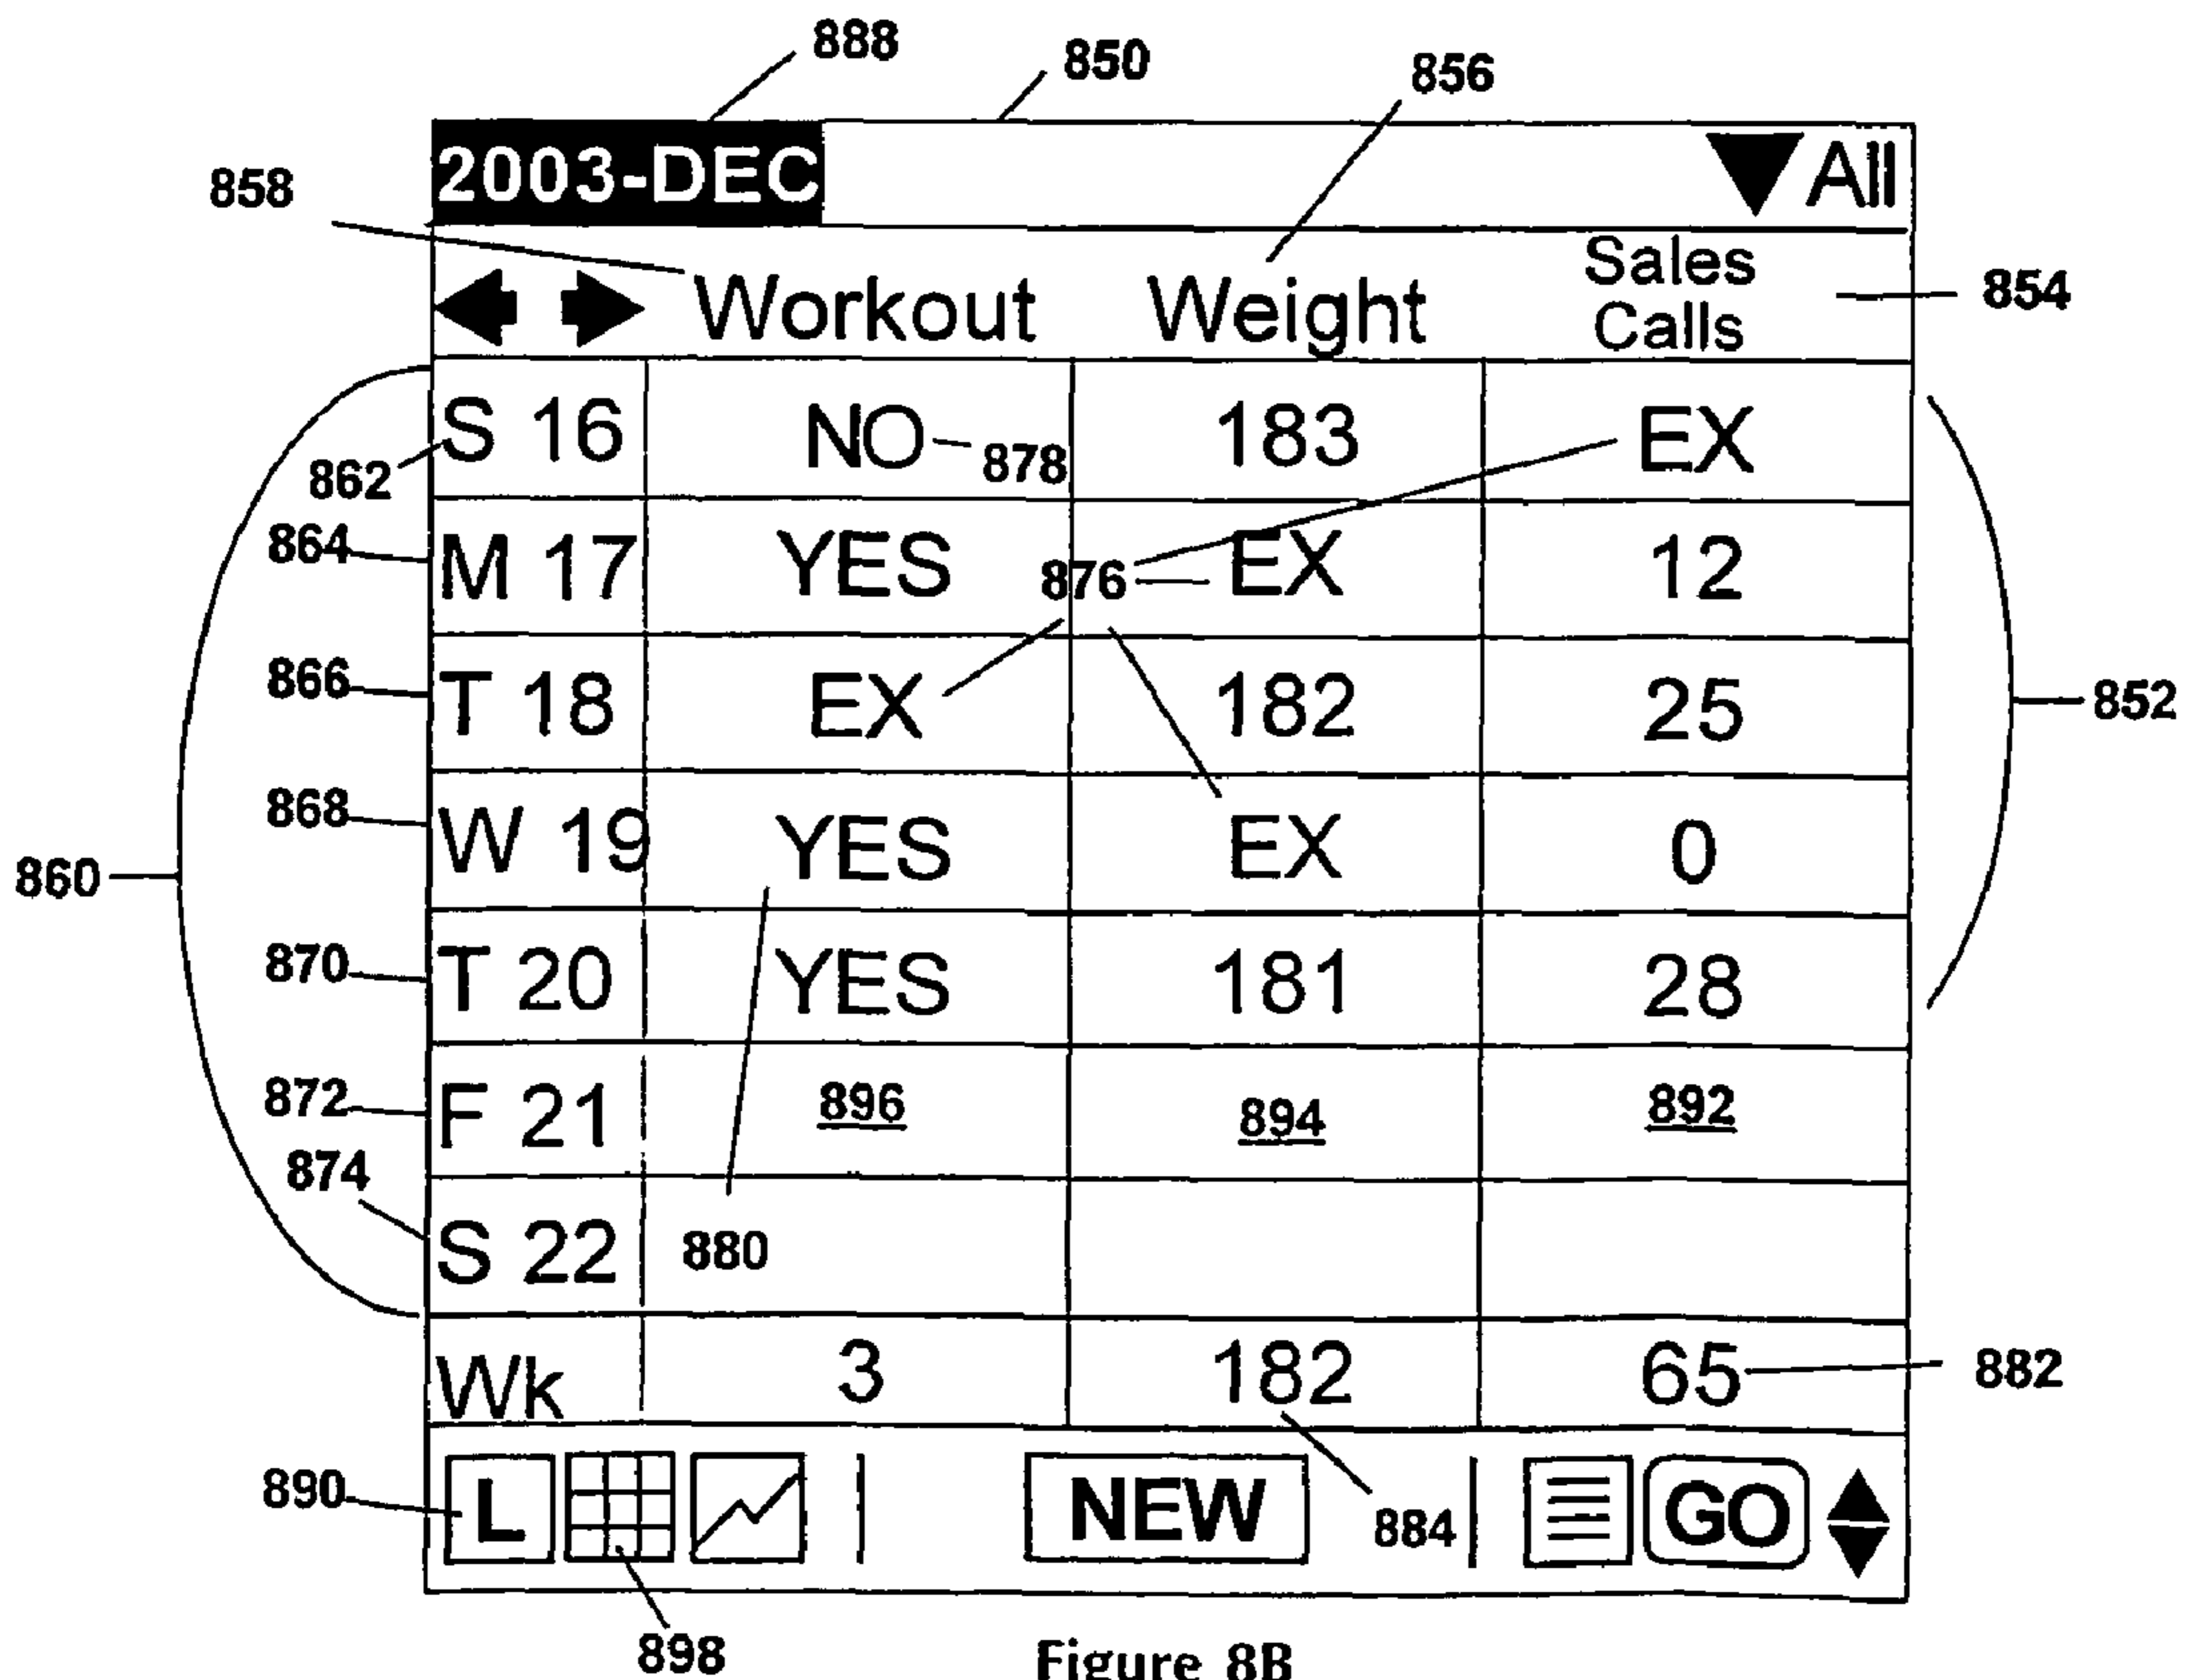 888
850
856
2003-DEC
All
858
Workout
Weight
Sales
Calls
854
S 16
NO
878
183
EX
862
864
M 17
YES
876
EX
12
866
T 18
EX
182
25
852
868
W 19
YES
EX
0
860
870
T 20
YES
181
28
872
F 21
896
894
892
874
S 22
880
Wk
3
182
65
882
890
L
NEW
884
GO
898
Figure 8B